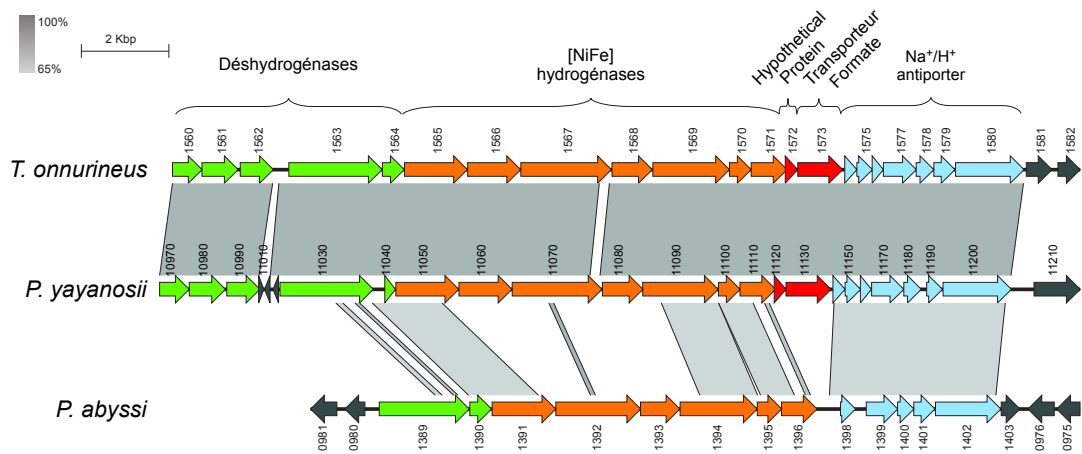 100%
65%
2 Kbp
Déshydrogénases
[NiFe]
hydrogénases
Hypothetical
Protein
Transporteur
Formate
Na⁺/H⁺
antiporter
1560 1561 1562 1563 1564 1565 1566 1567 1568 1569 1570 1571 1572 1573 1575 1577 1578 1579 1580 1581 1582
T. onnurineus
10970 10980 10990 11010 11030 11040 11050 11060 11070 11080 11090 11100 11110 11120 11130 11150 11170 11180 11190 11200 11210
P. yayanosii
P. abyssi
0981 0980 1389 1390 1391 1392 1393 1394 1395 1396 1398 1399 1400 1401 1402 1403 0976 0975